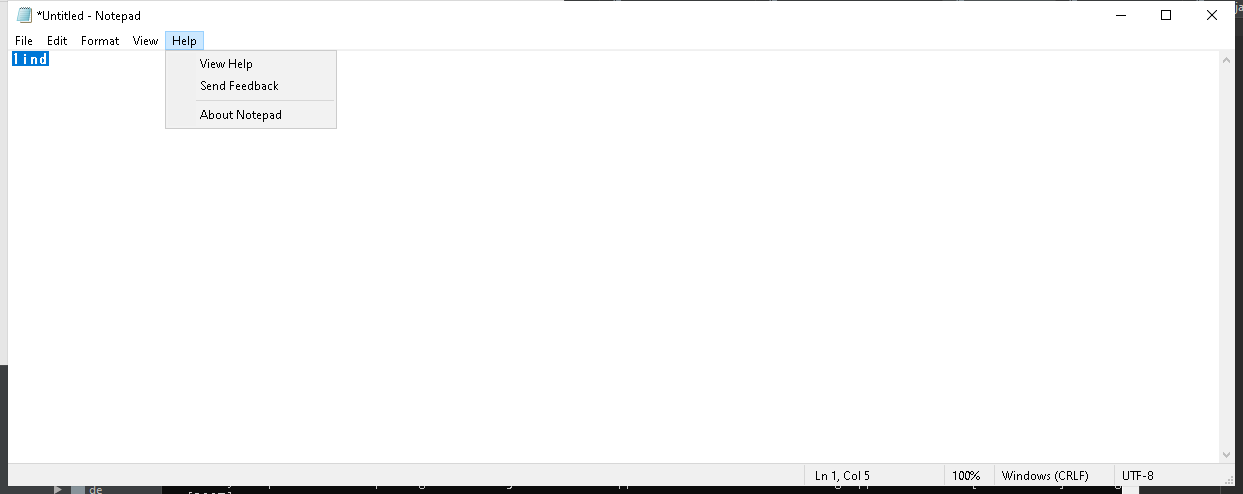 *Untitled - Notepad
File Edit Format View Help
lind
View Help
Send Feedback
About Notepad
Ln 1, Col 5 100% Windows (CRLF) UTF-8
de